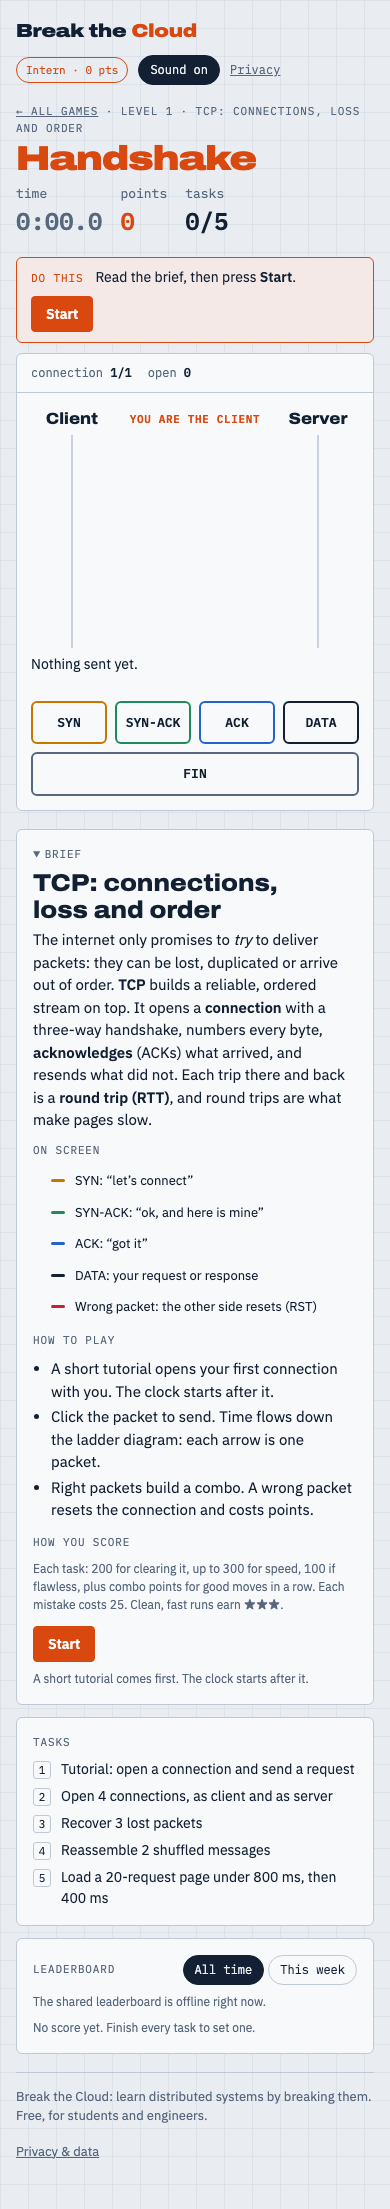 Break the Cloud
Intern · 0 pts Sound on Privacy
← ALL GAMES · LEVEL 1 · TCP: CONNECTIONS, LOSS
AND ORDER
Handshake
time points tasks
0:00.0 0 0/5
DO THIS Read the brief, then press Start.
Start
connection 1/1 open 0
Client YOU ARE THE CLIENT Server
Nothing sent yet.
SYN SYN-ACK ACK DATA
FIN
▼ BRIEF
TCP: connections,
loss and order
The internet only promises to try to deliver
packets: they can be lost, duplicated or arrive
out of order. TCP builds a reliable, ordered
stream on top. It opens a connection with a
three-way handshake, numbers every byte,
acknowledges (ACKs) what arrived, and
resends what did not. Each trip there and back
is a round trip (RTT), and round trips are what
make pages slow.
ON SCREEN
SYN: “let’s connect”
SYN-ACK: “ok, and here is mine”
ACK: “got it”
DATA: your request or response
Wrong packet: the other side resets (RST)
HOW TO PLAY
• A short tutorial opens your first connection
with you. The clock starts after it.
• Click the packet to send. Time flows down
the ladder diagram: each arrow is one
packet.
• Right packets build a combo. A wrong packet
resets the connection and costs points.
HOW YOU SCORE
Each task: 200 for clearing it, up to 300 for speed, 100 if
flawless, plus combo points for good moves in a row. Each
mistake costs 25. Clean, fast runs earn ★★★.
Start
A short tutorial comes first. The clock starts after it.
TASKS
1 Tutorial: open a connection and send a request
2 Open 4 connections, as client and as server
3 Recover 3 lost packets
4 Reassemble 2 shuffled messages
5 Load a 20-request page under 800 ms, then
400 ms
LEADERBOARD All time This week
The shared leaderboard is offline right now.
No score yet. Finish every task to set one.
Break the Cloud: learn distributed systems by breaking them.
Free, for students and engineers.
Privacy & data